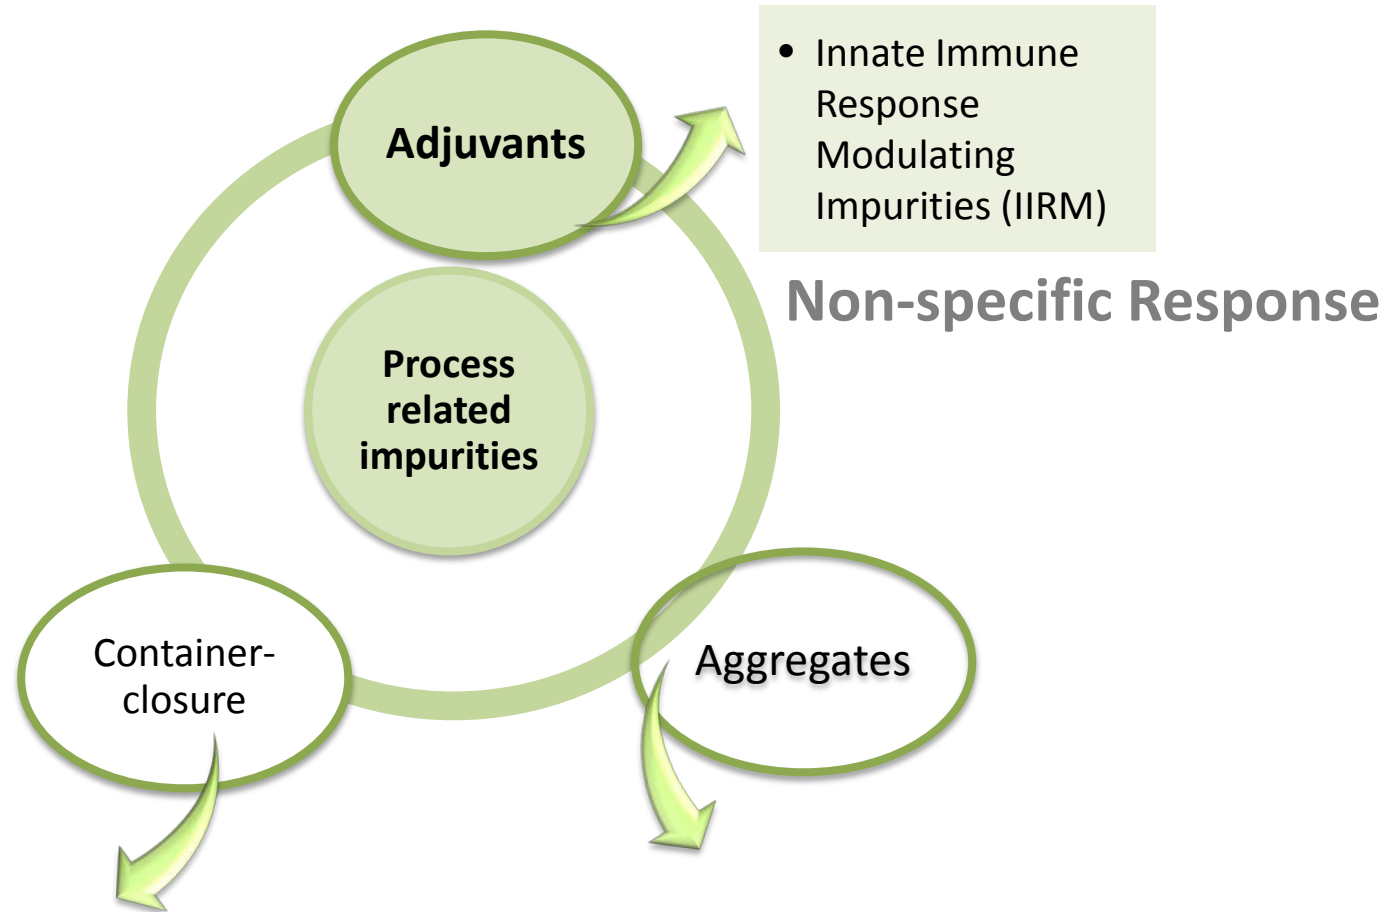 Adjuvants
• Innate Immune
Response
Modulating
Impurities (IIRM)
Non-specific Response
Process
related
impurities
Container-
closure
Aggregates